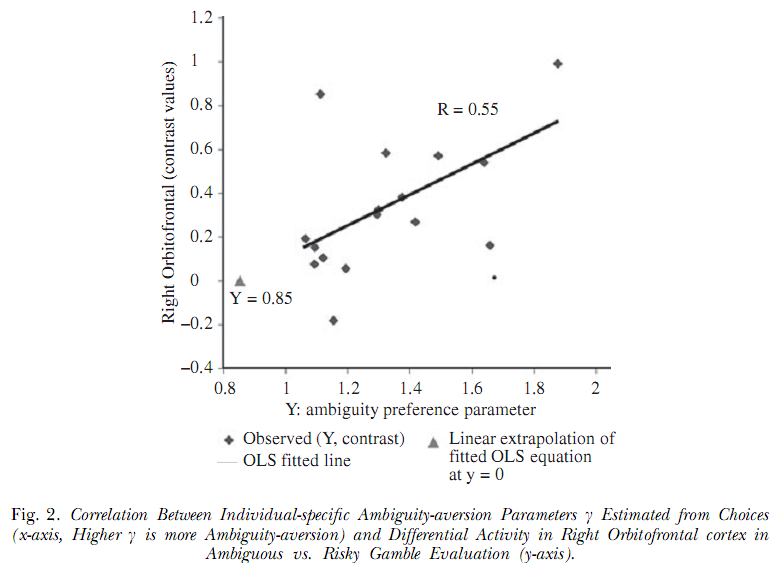 1.2
1
0.8
0.6
0.4
0.2
0
−0.2
−0.4
Right Orbitofrontal (contrast values)
R = 0.55
Y = 0.85
0.8 1 1.2 1.4 1.6 1.8 2
Y: ambiguity preference parameter
Observed (Y, contrast)
OLS fitted line
Linear extrapolation of
fitted OLS equation
at y = 0
Fig. 2. Correlation Between Individual-specific Ambiguity-aversion Parameters γ Estimated from Choices
(x-axis, Higher γ is more Ambiguity-aversion) and Differential Activity in Right Orbitofrontal cortex in
Ambiguous vs. Risky Gamble Evaluation (y-axis).